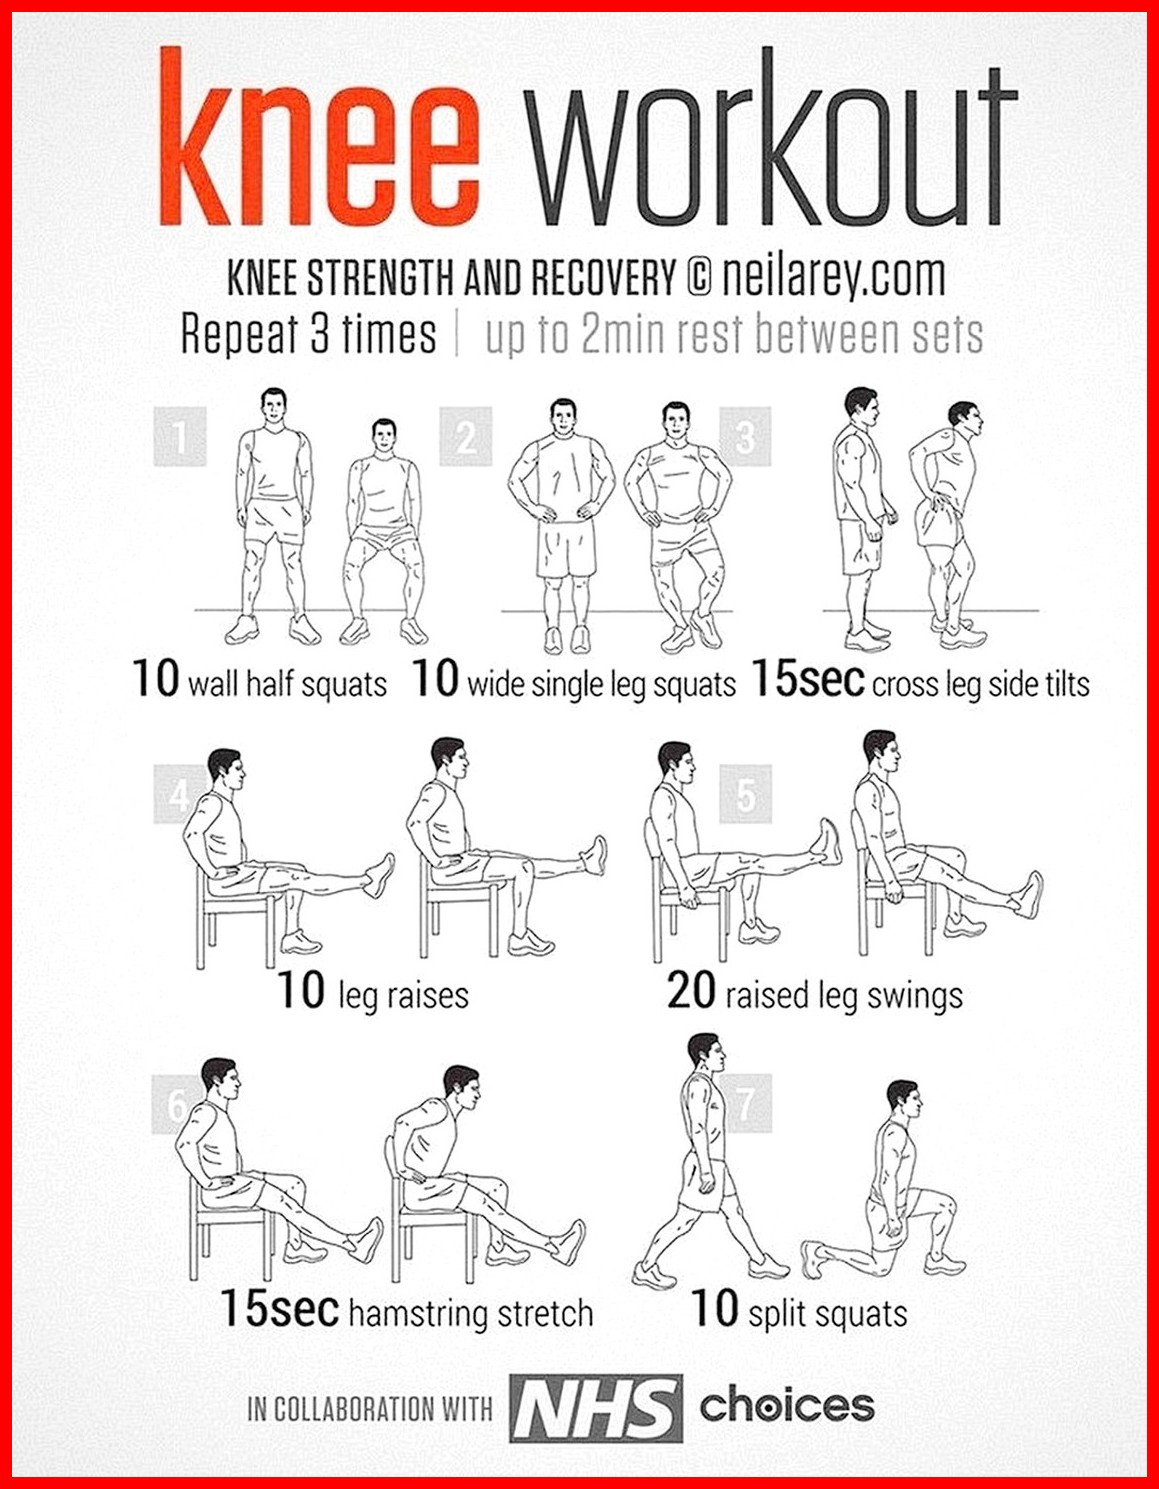 knee workout
KNEE STRENGTH AND RECOVERY © neilarey.com
Repeat 3 times | up to 2min rest between sets
1 2 3
10 wall half squats 10 wide single leg squats 15sec cross leg side tilts
4 5
10 leg raises 20 raised leg swings
6 7
15sec hamstring stretch 10 split squats
IN COLLABORATION WITH NHS choices